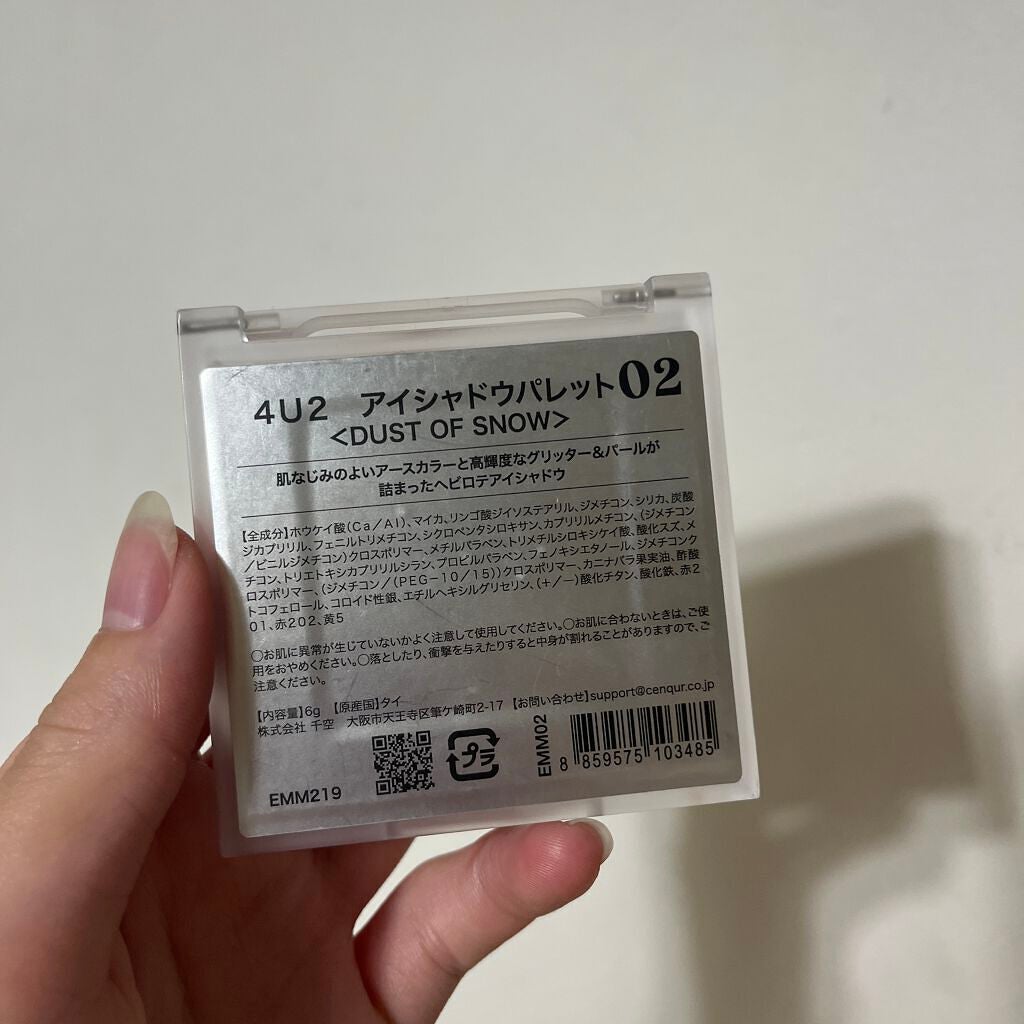 4U2 アイシャドウパレット02
<DUST OF SNOW>
肌なじみのよいアースカラーと高輝度なグリッター&パールが
詰まったヘビロテアイシャドウ
【全成分】ホウケイ酸(Ca/Al)、マイカ、リンゴ酸ジイソステアリル、ジメチコン、シリカ、炭酸
ジカプリリル、フェニルトリメチコン、シクロペンタシロキサン、カプリリルメチコン、(ジメチコン
/ビニルジメチコン)クロスポリマー、メチルパラベン、トリメチルシロキシケイ酸、酸化スズ、メ
チコン、トリエトキシカプリリルシラン、プロピルパラベン、フェノキシエタノール、ジメチコンク
ロスポリマー、(ジメチコン/(PEG-10/15))クロスポリマー、カニナバラ果実油、酢酸
トコフェロール、コロイド性銀、エチルヘキシルグリセリン、(+/-)酸化チタン、酸化鉄、赤2
01、赤202、黄5
○お肌に異常が生じていないかよく注意して使用してください。○お肌に合わないときは、ご使
用をおやめください。○落としたり、衝撃を与えたりすると中身が割れることがありますので、ご
注意ください。
【内容量】6g 【原産国】タイ
株式会社 千空 大阪市天王寺区筆ケ崎町2-17 【お問い合わせ】support@cenqur.co.jp
プラ
EMM02
8 859575 103485
EMM219